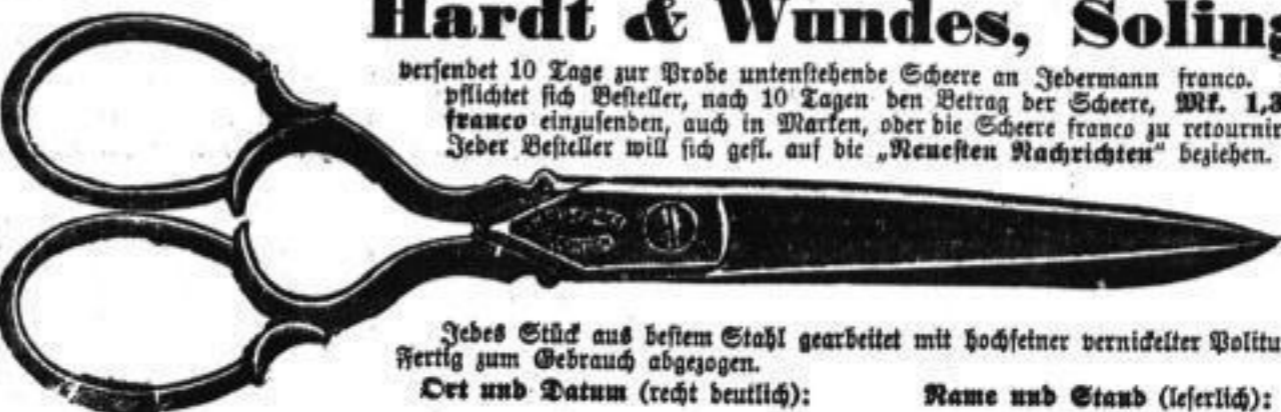 Hardt & Wundes, Soling
versendet 10 Tage zur Probe untenstehende Scheere an Jedermann franco.
pflichtet sich Besteller, nach 10 Tagen den Betrag der Scheere, Mk. 1,3
franco einzusenden, auch in Marken, oder die Scheere franco zu retournir
Jeder Besteller will sich gefl. auf die „Neuesten Nachrichten“ beziehen.
Jedes Stück aus bestem Stahl gearbeitet mit hochfeiner vernickelter Politu
Fertig zum Gebrauch abgezogen.
Ort und Datum (recht deutlich): Name und Stand (leserlich):